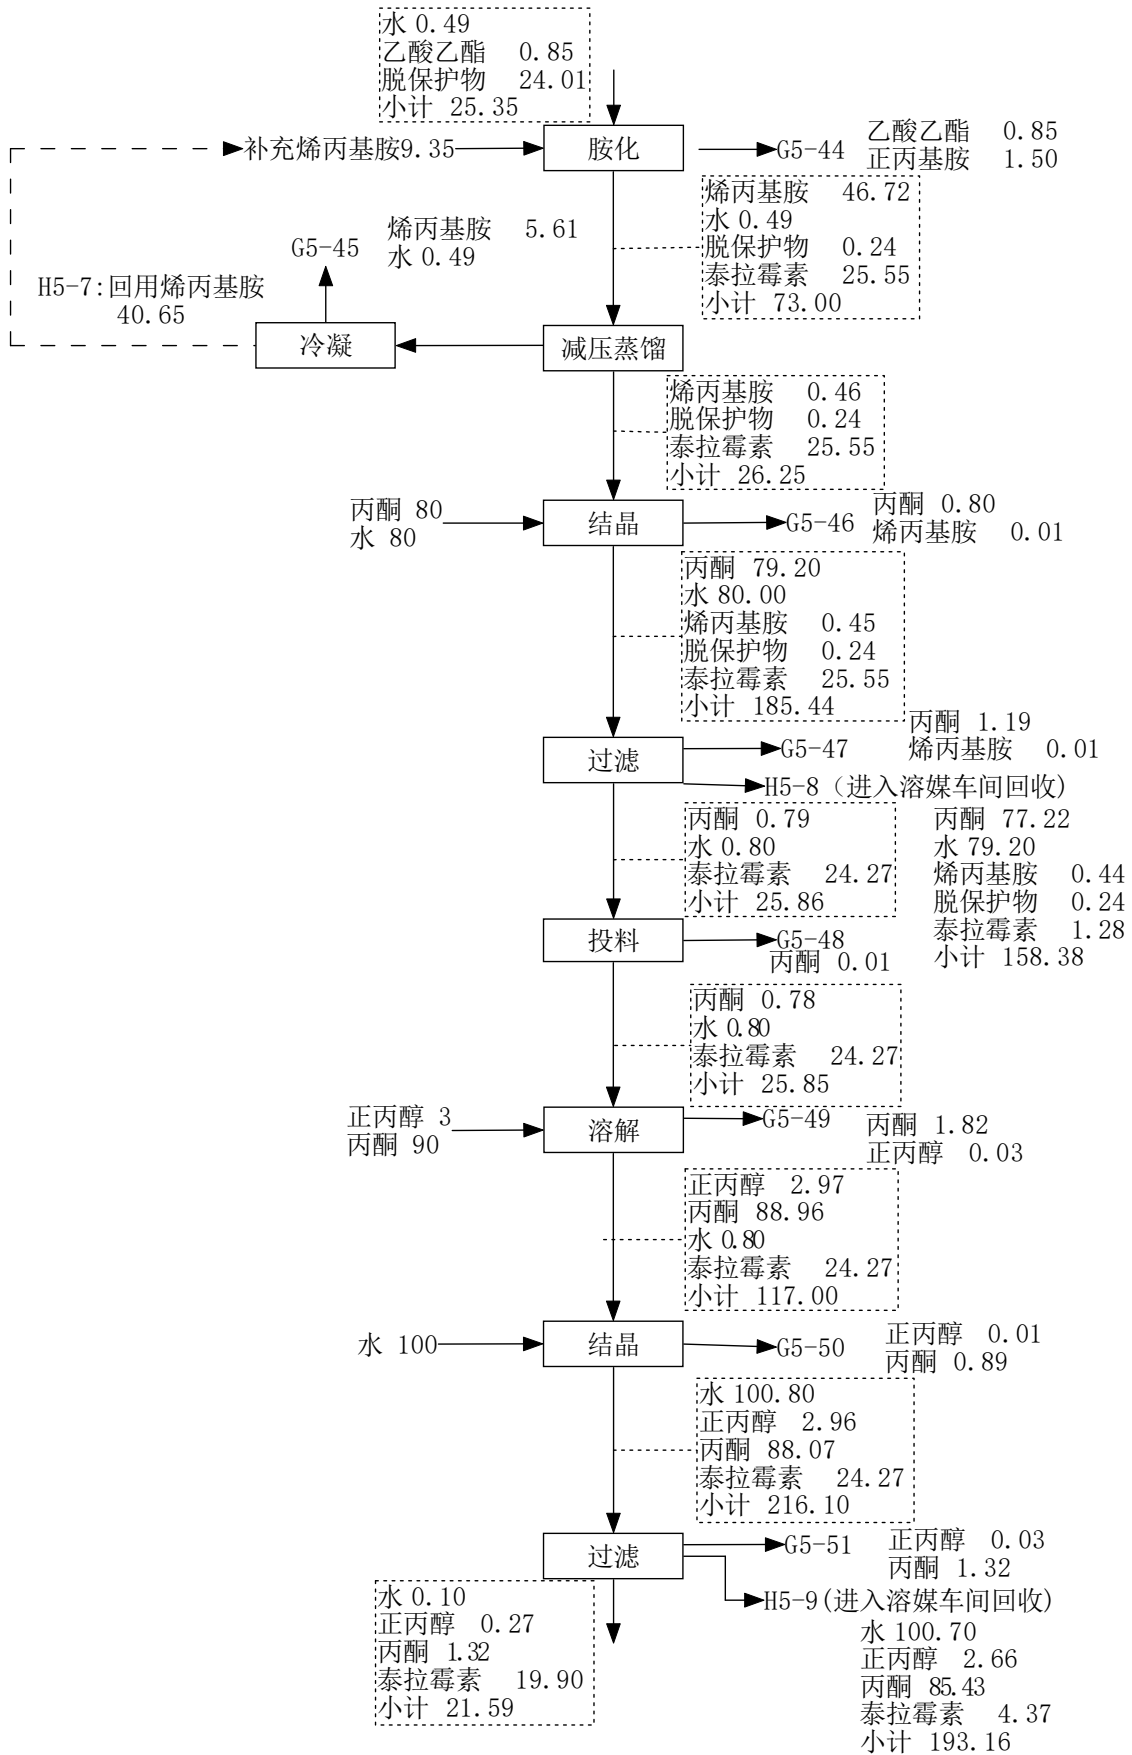 水 0.49
乙酸乙酯 0.85
脱保护物 24.01
小计 25.35
补充烯丙基胺9.35
胺化
G5-44
乙酸乙酯 0.85
正丙基胺 1.50
烯丙基胺 46.72
水 0.49
脱保护物 0.24
泰拉霉素 25.55
小计 73.00
G5-45
烯丙基胺 5.61
水 0.49
H5-7:回用烯丙基胺
40.65
冷凝
减压蒸馏
烯丙基胺 0.46
脱保护物 0.24
泰拉霉素 25.55
小计 26.25
丙酮 80
水 80
结晶
G5-46
丙酮 0.80
烯丙基胺 0.01
丙酮 79.20
水 80.00
烯丙基胺 0.45
脱保护物 0.24
泰拉霉素 25.55
小计 185.44
过滤
G5-47
丙酮 1.19
烯丙基胺 0.01
H5-8（进入溶媒车间回收)
丙酮 77.22
水 79.20
烯丙基胺 0.44
脱保护物 0.24
泰拉霉素 1.28
小计 158.38
丙酮 0.79
水 0.80
泰拉霉素 24.27
小计 25.86
投料
G5-48
丙酮 0.01
丙酮 0.78
水 0.80
泰拉霉素 24.27
小计 25.85
正丙醇 3
丙酮 90
溶解
G5-49
丙酮 1.82
正丙醇 0.03
正丙醇 2.97
丙酮 88.96
水 0.80
泰拉霉素 24.27
小计 117.00
水 100
结晶
G5-50
正丙醇 0.01
丙酮 0.89
水 100.80
正丙醇 2.96
丙酮 88.07
泰拉霉素 24.27
小计 216.10
过滤
G5-51
正丙醇 0.03
丙酮 1.32
H5-9(进入溶媒车间回收)
水 100.70
正丙醇 2.66
丙酮 85.43
泰拉霉素 4.37
小计 193.16
水 0.10
正丙醇 0.27
丙酮 1.32
泰拉霉素 19.90
小计 21.59